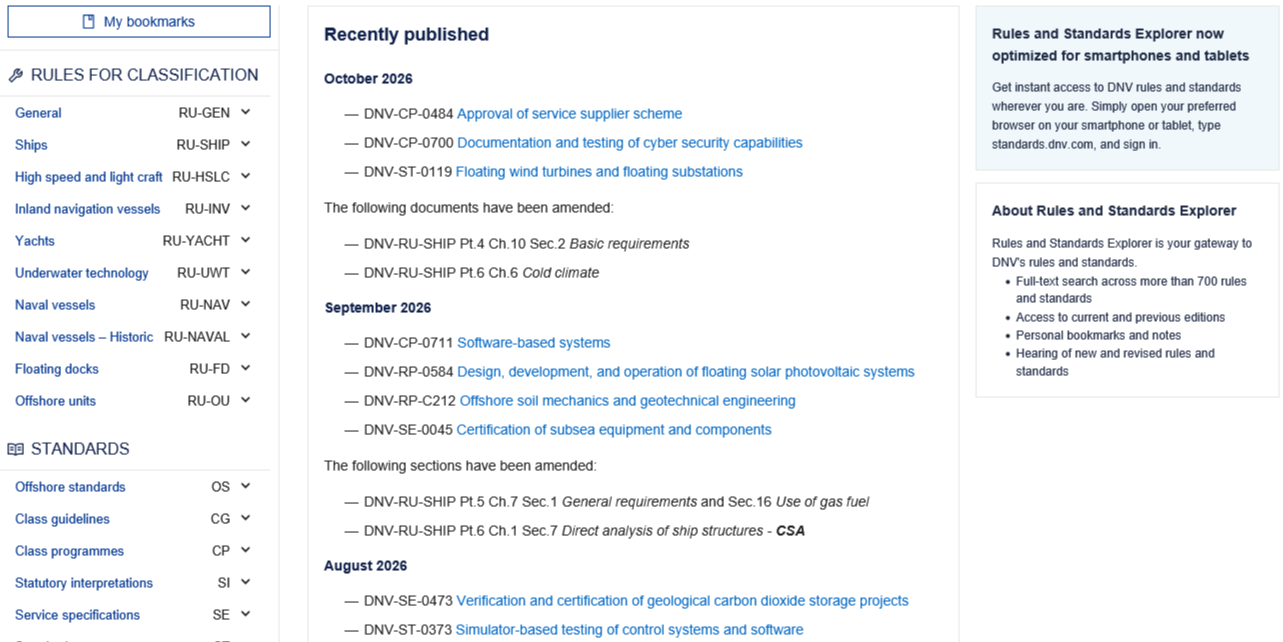 My bookmarks
RULES FOR CLASSIFICATION
General RU-GEN
Ships RU-SHIP
High speed and light craft RU-HSLC
Inland navigation vessels RU-INV
Yachts RU-YACHT
Underwater technology RU-UWT
Naval vessels RU-NAV
Naval vessels – Historic RU-NAVAL
Floating docks RU-FD
Offshore units RU-OU
STANDARDS
Offshore standards OS
Class guidelines CG
Class programmes CP
Statutory interpretations SI
Service specifications SE
Recently published
October 2026
— DNV-CP-0484 Approval of service supplier scheme
— DNV-CP-0700 Documentation and testing of cyber security capabilities
— DNV-ST-0119 Floating wind turbines and floating substations
The following documents have been amended:
— DNV-RU-SHIP Pt.4 Ch.10 Sec.2 Basic requirements
— DNV-RU-SHIP Pt.6 Ch.6 Cold climate
September 2026
— DNV-CP-0711 Software-based systems
— DNV-RP-0584 Design, development, and operation of floating solar photovoltaic systems
— DNV-RP-C212 Offshore soil mechanics and geotechnical engineering
— DNV-SE-0045 Certification of subsea equipment and components
The following sections have been amended:
— DNV-RU-SHIP Pt.5 Ch.7 Sec.1 General requirements and Sec.16 Use of gas fuel
— DNV-RU-SHIP Pt.6 Ch.1 Sec.7 Direct analysis of ship structures - CSA
August 2026
— DNV-SE-0473 Verification and certification of geological carbon dioxide storage projects
— DNV-ST-0373 Simulator-based testing of control systems and software
Rules and Standards Explorer now
optimized for smartphones and tablets
Get instant access to DNV rules and standards
wherever you are. Simply open your preferred
browser on your smartphone or tablet, type
standards.dnv.com, and sign in.
About Rules and Standards Explorer
Rules and Standards Explorer is your gateway to
DNV's rules and standards.
• Full-text search across more than 700 rules
and standards
• Access to current and previous editions
• Personal bookmarks and notes
• Hearing of new and revised rules and
standards